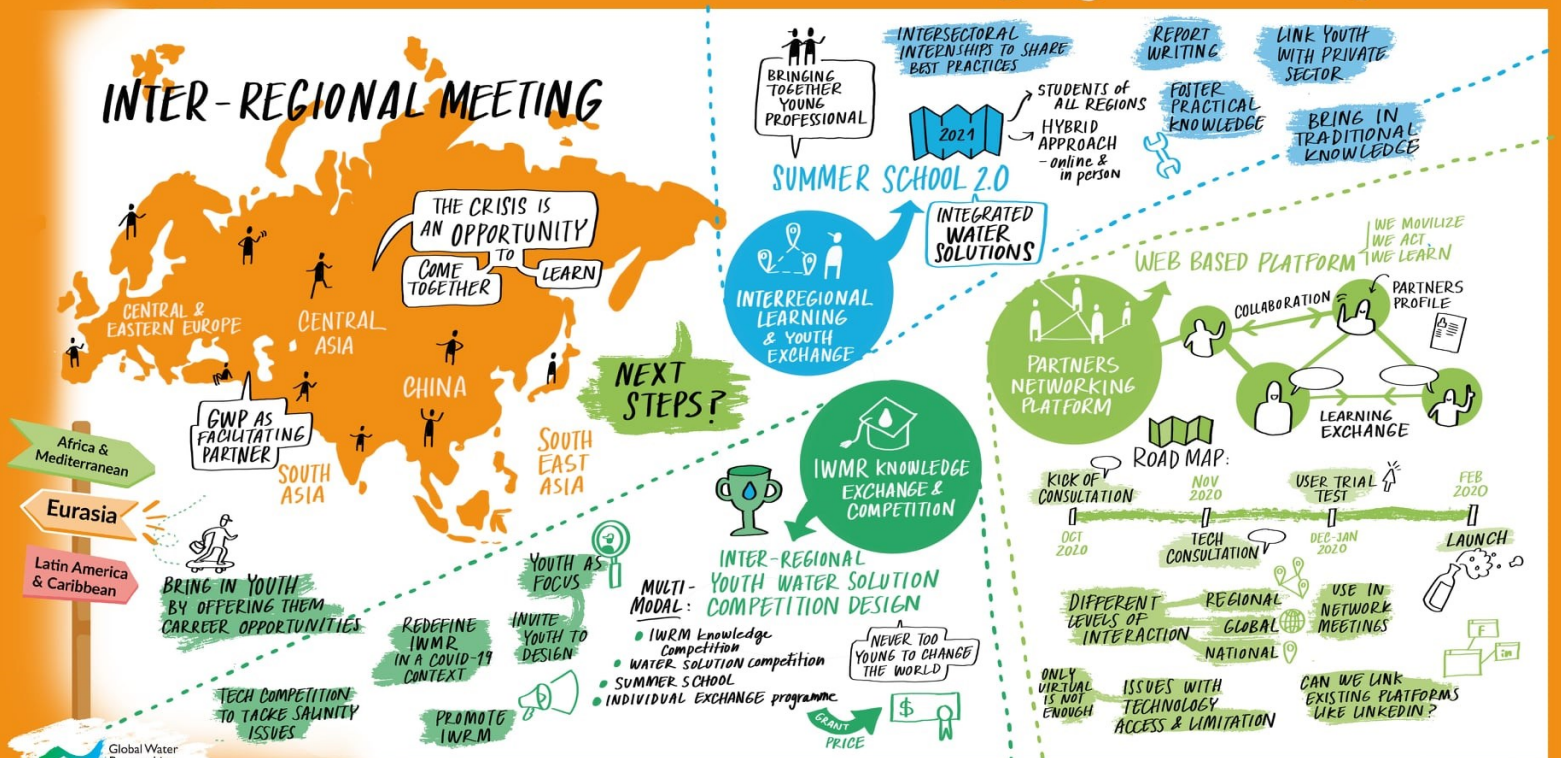 INTER-REGIONAL MEETING
THE CRISIS IS
AN OPPORTUNITY
TO
COME
TOGETHER
LEARN
CENTRAL &
EASTERN EUROPE
CENTRAL
ASIA
CHINA
GWP AS
FACILITATING
PARTNER
SOUTH
ASIA
SOUTH
EAST
ASIA
NEXT
STEPS?
Africa &
Mediterranean
Eurasia
Latin America
& Caribbean
BRING IN YOUTH
BY OFFERING THEM
CARREER OPPORTUNITIES
TECH COMPETITION
TO TACKE SALINITY
ISSUES
Global Water
REDEFINE
IWMR
IN A COVID-19
CONTEXT
PROMOTE
IWRM
YOUTH AS
FOCUS
INVITE
YOUTH TO
DESIGN
IWMR KNOWLEDGE
EXCHANGE &
COMPETITION
INTER-REGIONAL
YOUTH WATER SOLUTION
COMPETITION DESIGN
MULTI-
MODAL:
IWRM knowledge
competition
WATER SOLUTION competition
SUMMER SCHOOL
INDIVIDUAL EXCHANGE programme
NEVER TOO
YOUNG TO CHANGE
THE WORLD
GRANT
PRICE
$
BRINGING
TOGETHER
YOUNG
PROFESSIONAL
INTERSECTORAL
INTERNSHIPS TO SHARE
BEST PRACTICES
REPORT
WRITING
LINK YOUTH
WITH PRIVATE
SECTOR
2021
STUDENTS of
ALL REGIONS
HYBRID
APPROACH
- online &
in person
FOSTER
PRACTICAL
KNOWLEDGE
BRING IN
TRADITIONAL
KNOWLEDGE
SUMMER SCHOOL 2.0
INTEGRATED
WATER
SOLUTIONS
INTERREGIONAL
LEARNING
& YOUTH
EXCHANGE
WEB BASED PLATFORM
WE MOVILIZE
WE ACT,
WE LEARN
PARTNERS
NETWORKING
PLATFORM
COLLABORATION
PARTNERS
PROFILE
LEARNING
EXCHANGE
ROAD MAP:
KICK OF
CONSULTATION
OCT
2020
NOV
2020
TECH
CONSULTATION
USER TRIAL
TEST
DEC-JAN
2020
FEB
2020
LAUNCH
DIFFERENT
LEVELS OF
INTERACTION
REGIONAL
GLOBAL
NATIONAL
USE IN
NETWORK
MEETINGS
ONLY
VIRTUAL
IS NOT
ENOUGH
ISSUES WITH
TECHNOLOGY
ACCESS & LIMITATION
CAN WE LINK
EXISTING PLATFORMS
LIKE LINKEDIN?
f
in